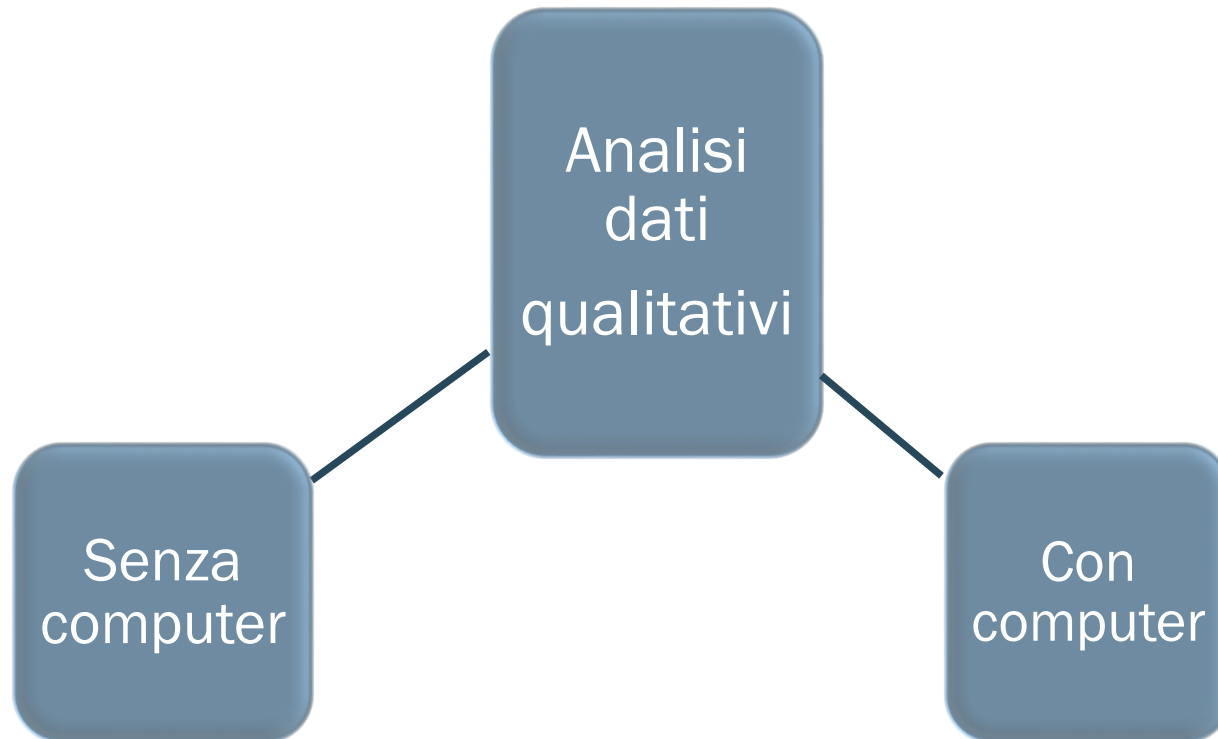 Analisi
dati
qualitativi
Senza
computer
Con
computer